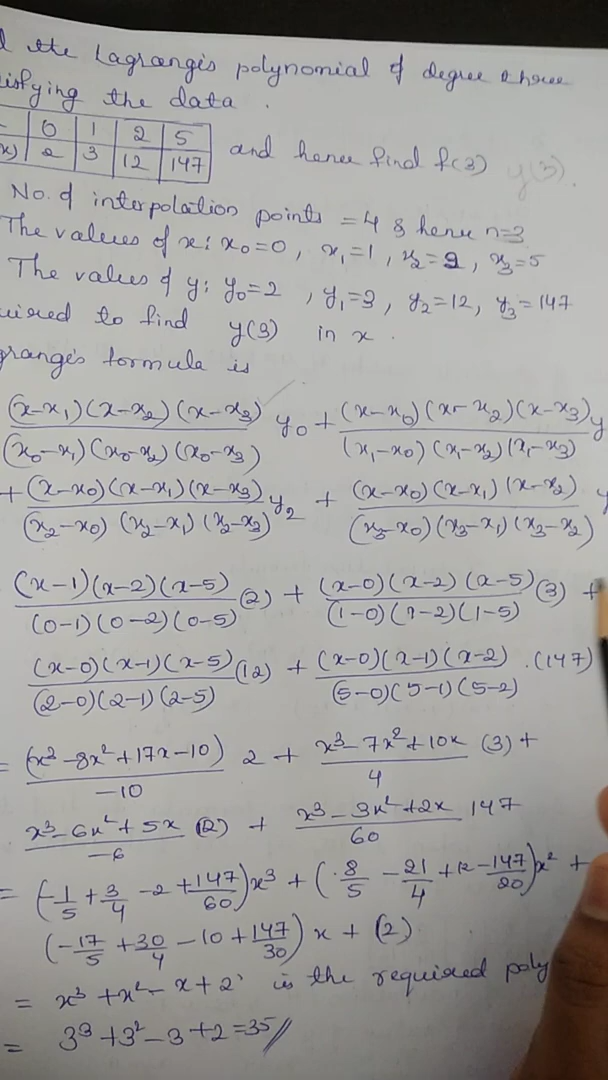 the Lagrange's polynomial of degree three
isfying the data .
0 1 2 5
x) 2 3 12 147 and hence find f(3) y(3).
No. of interpolation points = 4 & hence n=3
The values of x: x₀=0, x₁=1, x₂=2, x₃=5
The values of y: y₀=2, y₁=3, y₂=12, y₃=147
uired to find y(3) in x.
grange's formula is
(x-x₁)(x-x₂)(x-x₃)/(x₀-x₁)(x₀-x₂)(x₀-x₃) y₀ + (x-x₀)(x-x₂)(x-x₃)/(x₁-x₀)(x₁-x₂)(x₁-x₃) y
+ (x-x₀)(x-x₁)(x-x₃)/(x₂-x₀)(x₂-x₁)(x₂-x₃) y₂ + (x-x₀)(x-x₁)(x-x₂)/(x₃-x₀)(x₃-x₁)(x₃-x₂) y
(x-1)(x-2)(x-5)/(0-1)(0-2)(0-5) (2) + (x-0)(x-2)(x-5)/(1-0)(1-2)(1-5) (3) +
(x-0)(x-1)(x-5)/(2-0)(2-1)(2-5) (12) + (x-0)(x-1)(x-2)/(5-0)(5-1)(5-2) .(147)
= (x³-8x²+17x-10)/-10 2 + x³-7x²+10x/4 (3) +
x³-6x²+5x/-6 (12) + x³-3x²+2x/60 147
= (-1/5 + 3/4 -2 + 147/60)x³ + (8/5 - 21/4 + 12 - 147/20)x² +
(-17/5 + 30/4 - 10 + 147/30) x + (2)
= x³ + x² - x + 2 is the required poly
= 3³ + 3² - 3 + 2 = 35//